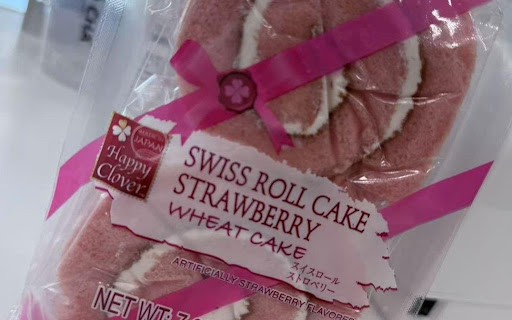 MADE IN
JAPAN
Happy
Clover
SWISS ROLL CAKE
STRAWBERRY
WHEAT CAKE
スイスロール
ストロベリー
ARTIFICIALLY STRAWBERRY FLAVORED
NET WT: 7